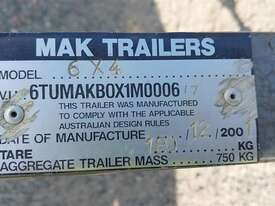 MAK TRAILERS
MODEL 6 X 4
6TUMAKBOX1M0006
THIS TRAILER WAS MANUFACTURED
TO COMPLY WITH THE APPLICABLE
AUSTRALIAN DESIGN RULES
DATE OF MANUFACTURE /12/200
TARE KG
AGGREGATE TRAILER MASS 750 KG